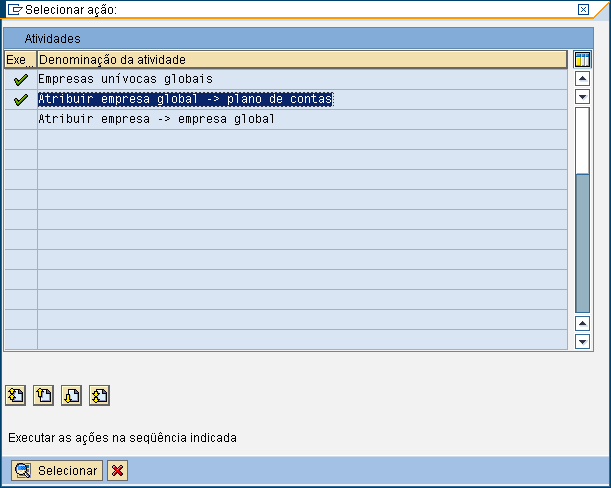 Selecionar ação:
Atividades
Exe... Denominação da atividade
Empresas unívocas globais
Atribuir empresa global -> plano de contas
Atribuir empresa -> empresa global
Executar as ações na seqüência indicada
Selecionar